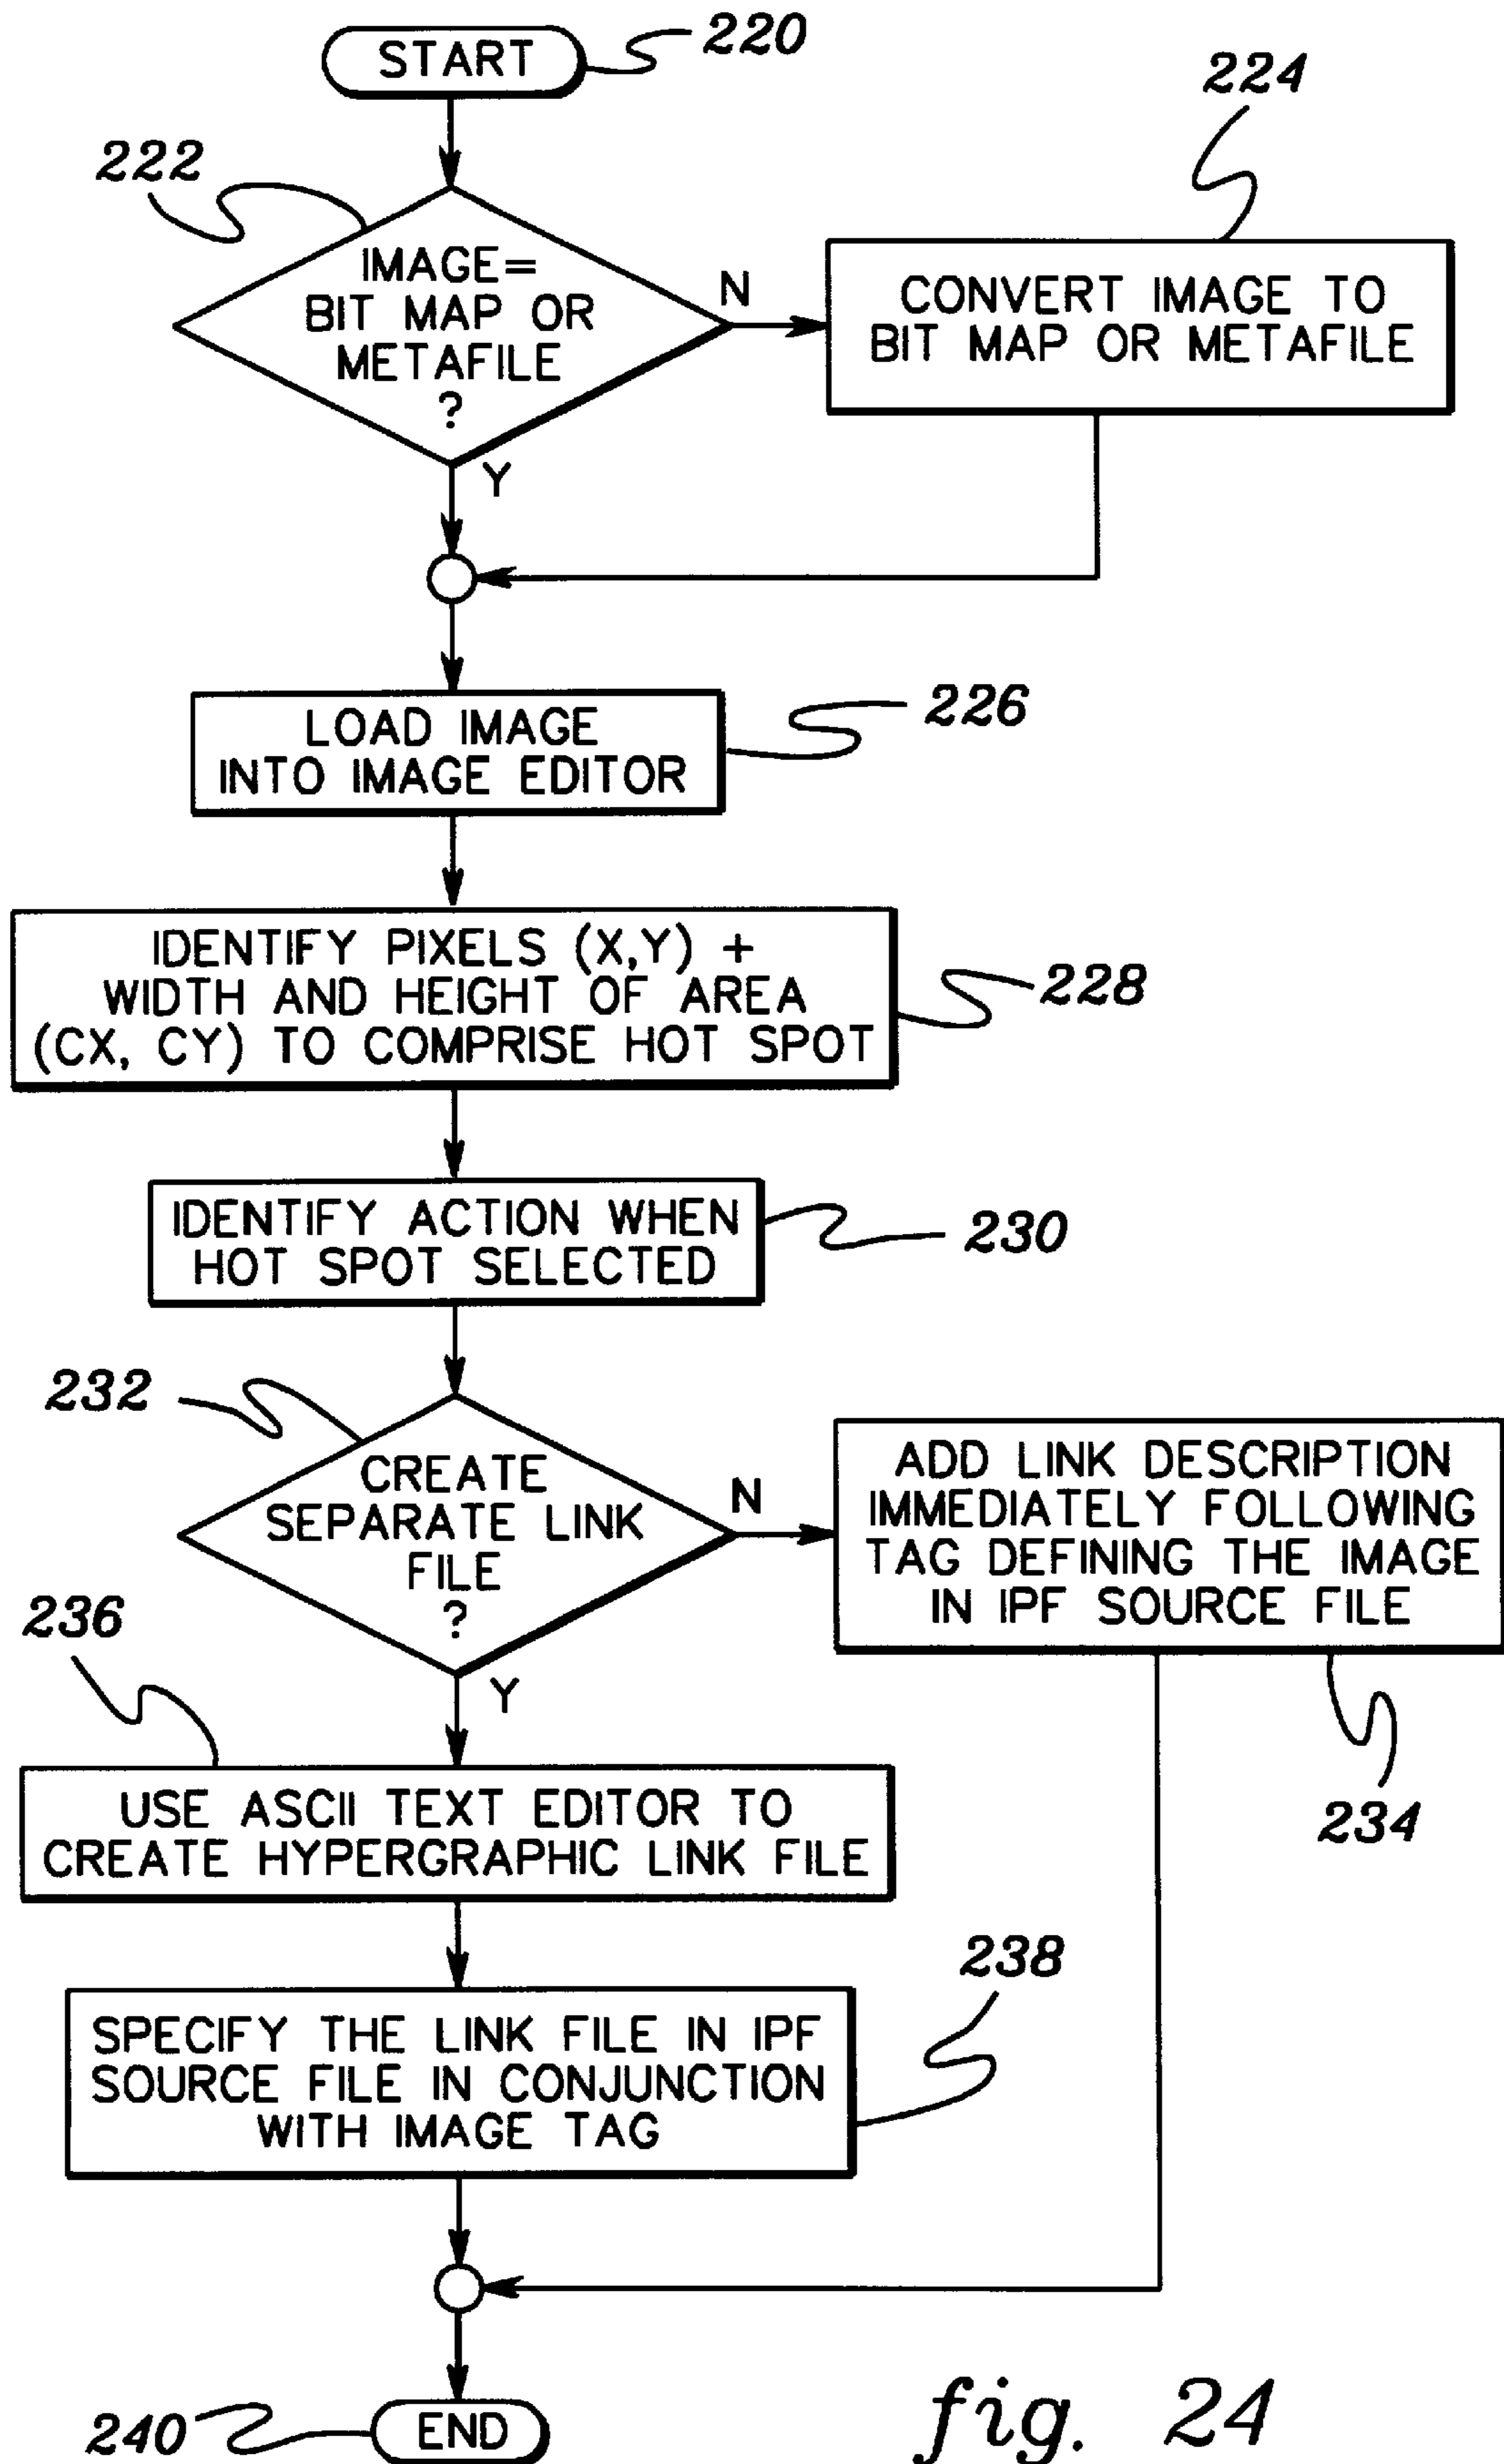 START
220
222
224
IMAGE=
BIT MAP OR
METAFILE
?
N
CONVERT IMAGE TO
BIT MAP OR METAFILE
Y
LOAD IMAGE
INTO IMAGE EDITOR
226
IDENTIFY PIXELS (X,Y) +
WIDTH AND HEIGHT OF AREA
(CX, CY) TO COMPRISE HOT SPOT
228
IDENTIFY ACTION WHEN
HOT SPOT SELECTED
230
232
CREATE
SEPARATE LINK
FILE
?
N
ADD LINK DESCRIPTION
IMMEDIATELY FOLLOWING
TAG DEFINING THE IMAGE
IN IPF SOURCE FILE
234
Y
236
USE ASCII TEXT EDITOR TO
CREATE HYPERGRAPHIC LINK FILE
238
SPECIFY THE LINK FILE IN IPF
SOURCE FILE IN CONJUNCTION
WITH IMAGE TAG
240
END
fig. 24